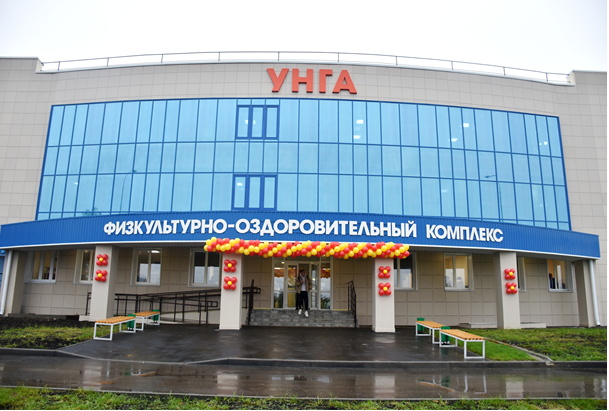 УНГА
ФИЗКУЛЬТУРНО-ОЗДОРОВИТЕЛЬНЫЙ КОМПЛЕКС